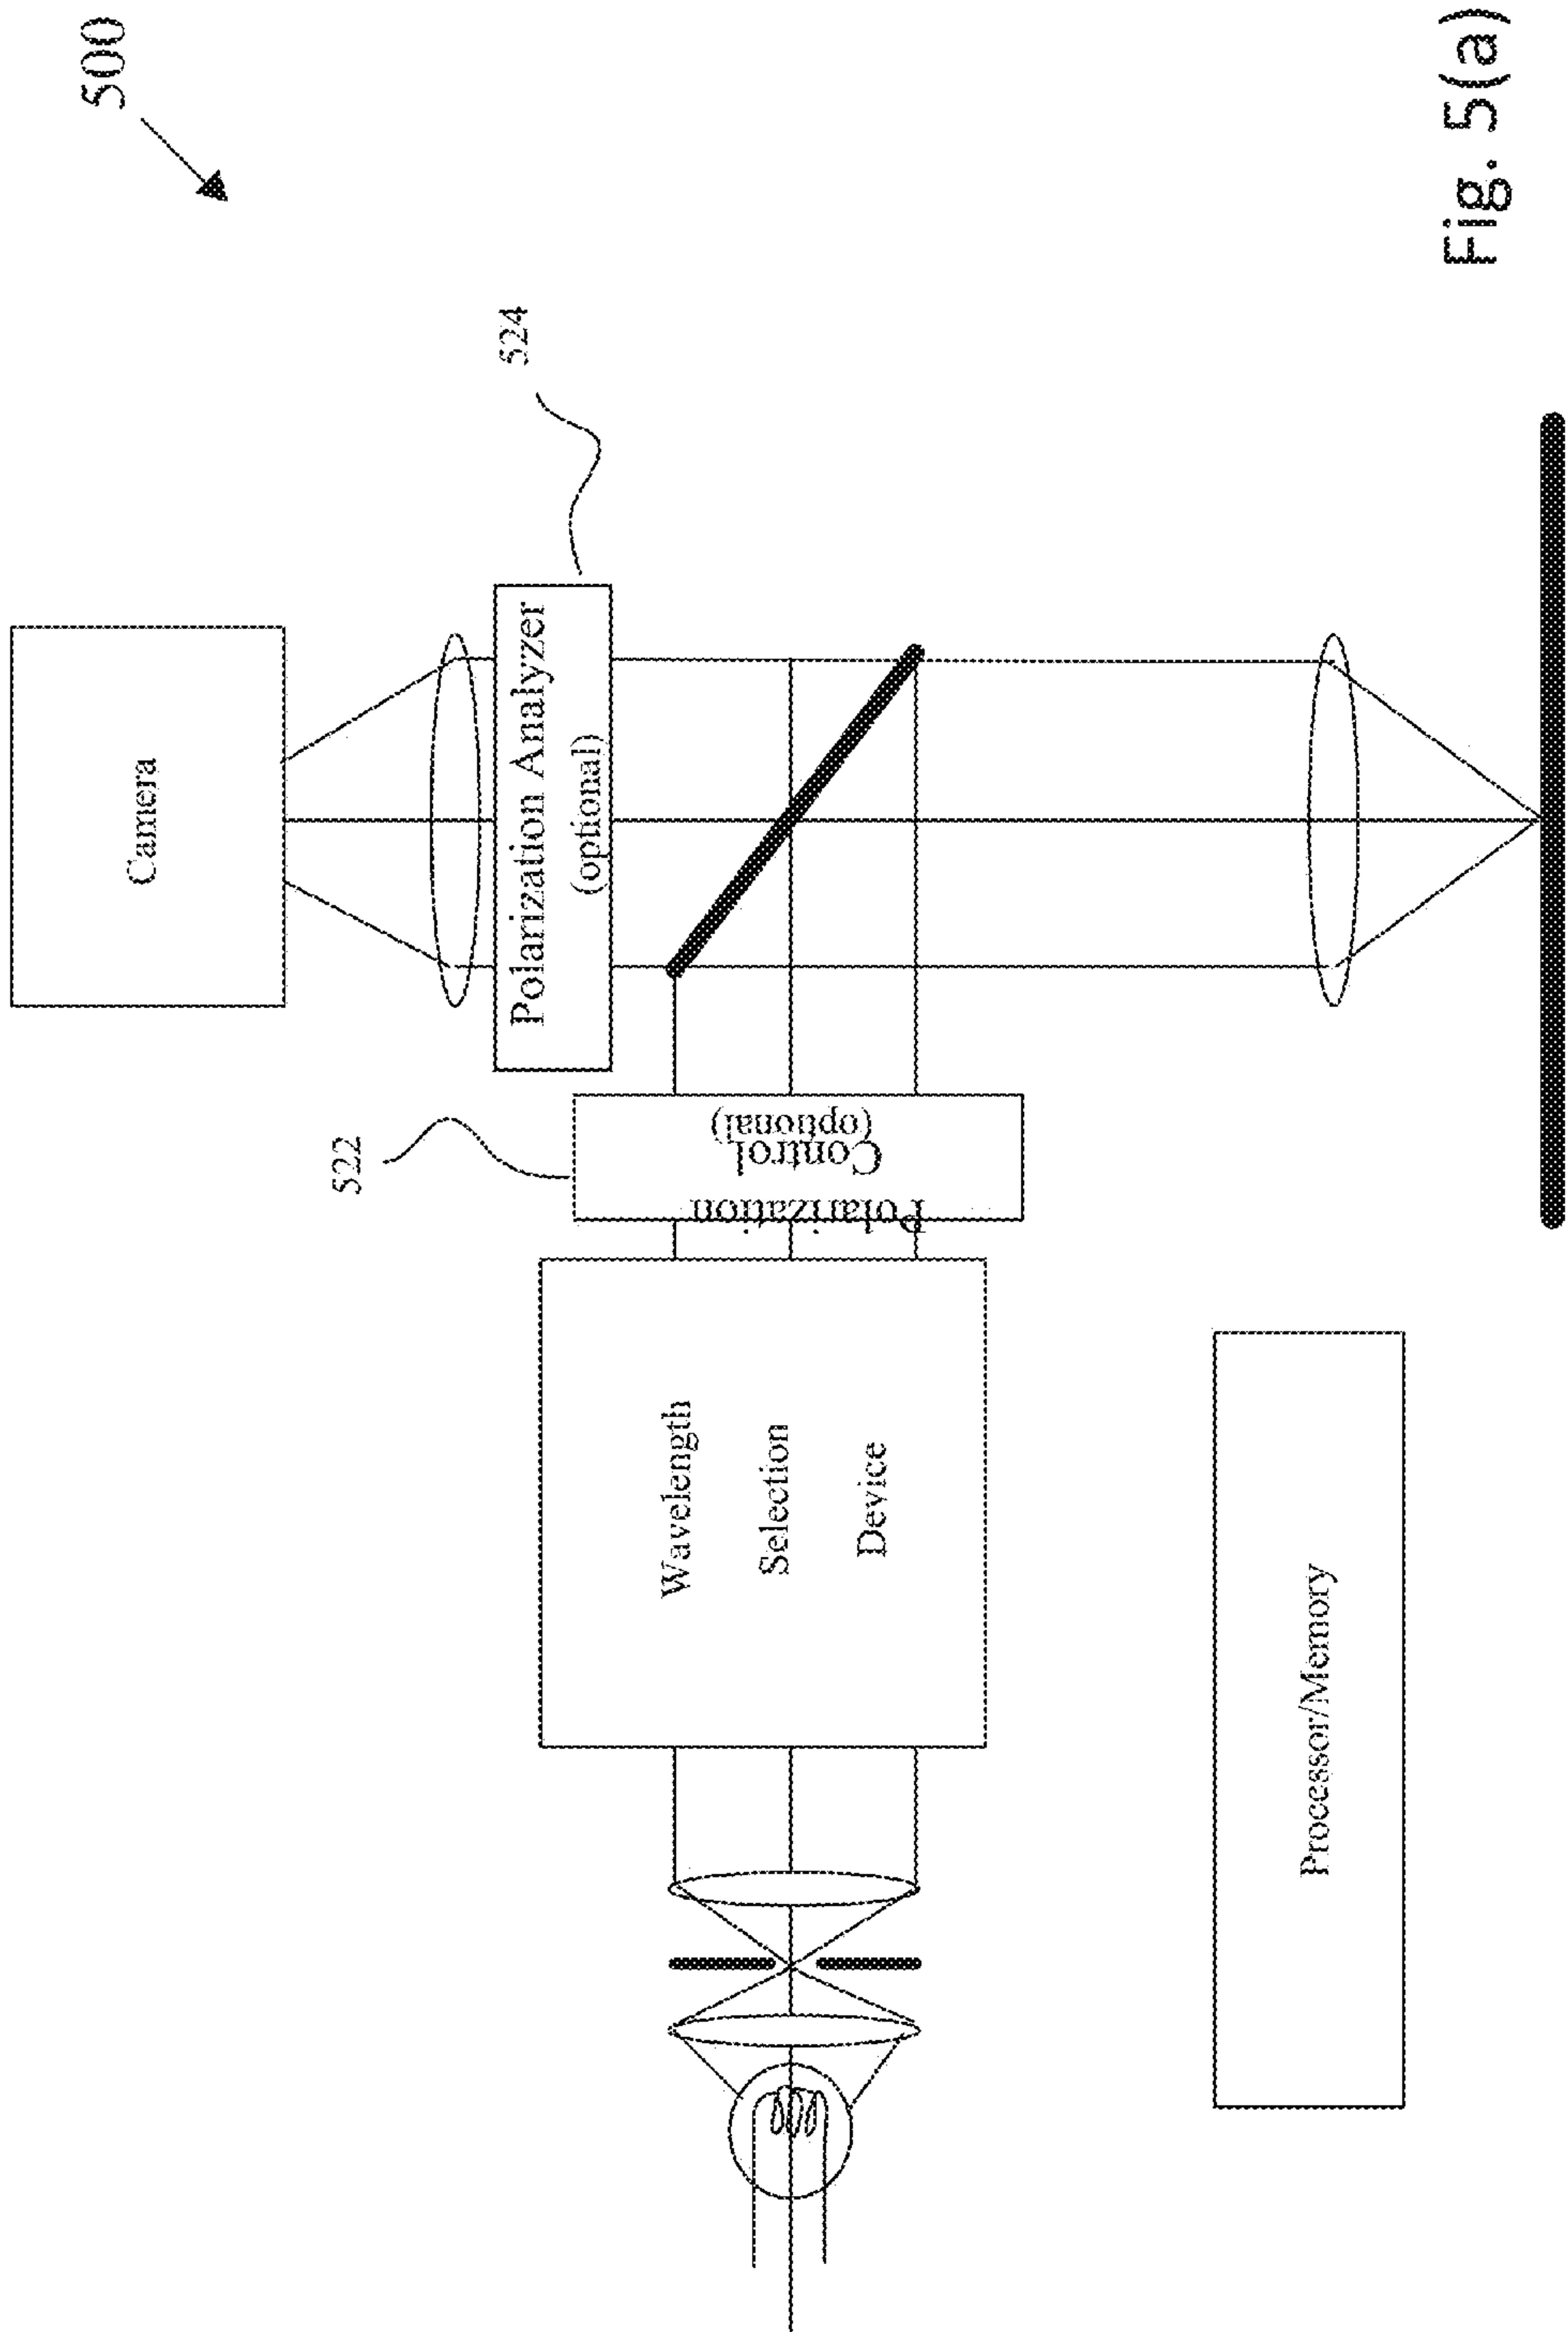 500
Camera
524
Polarization Analyzer
(optional)
522
Polarization
Control
(optional)
Wavelength
Selection
Device
Processor/Memory
Fig. 5(a)